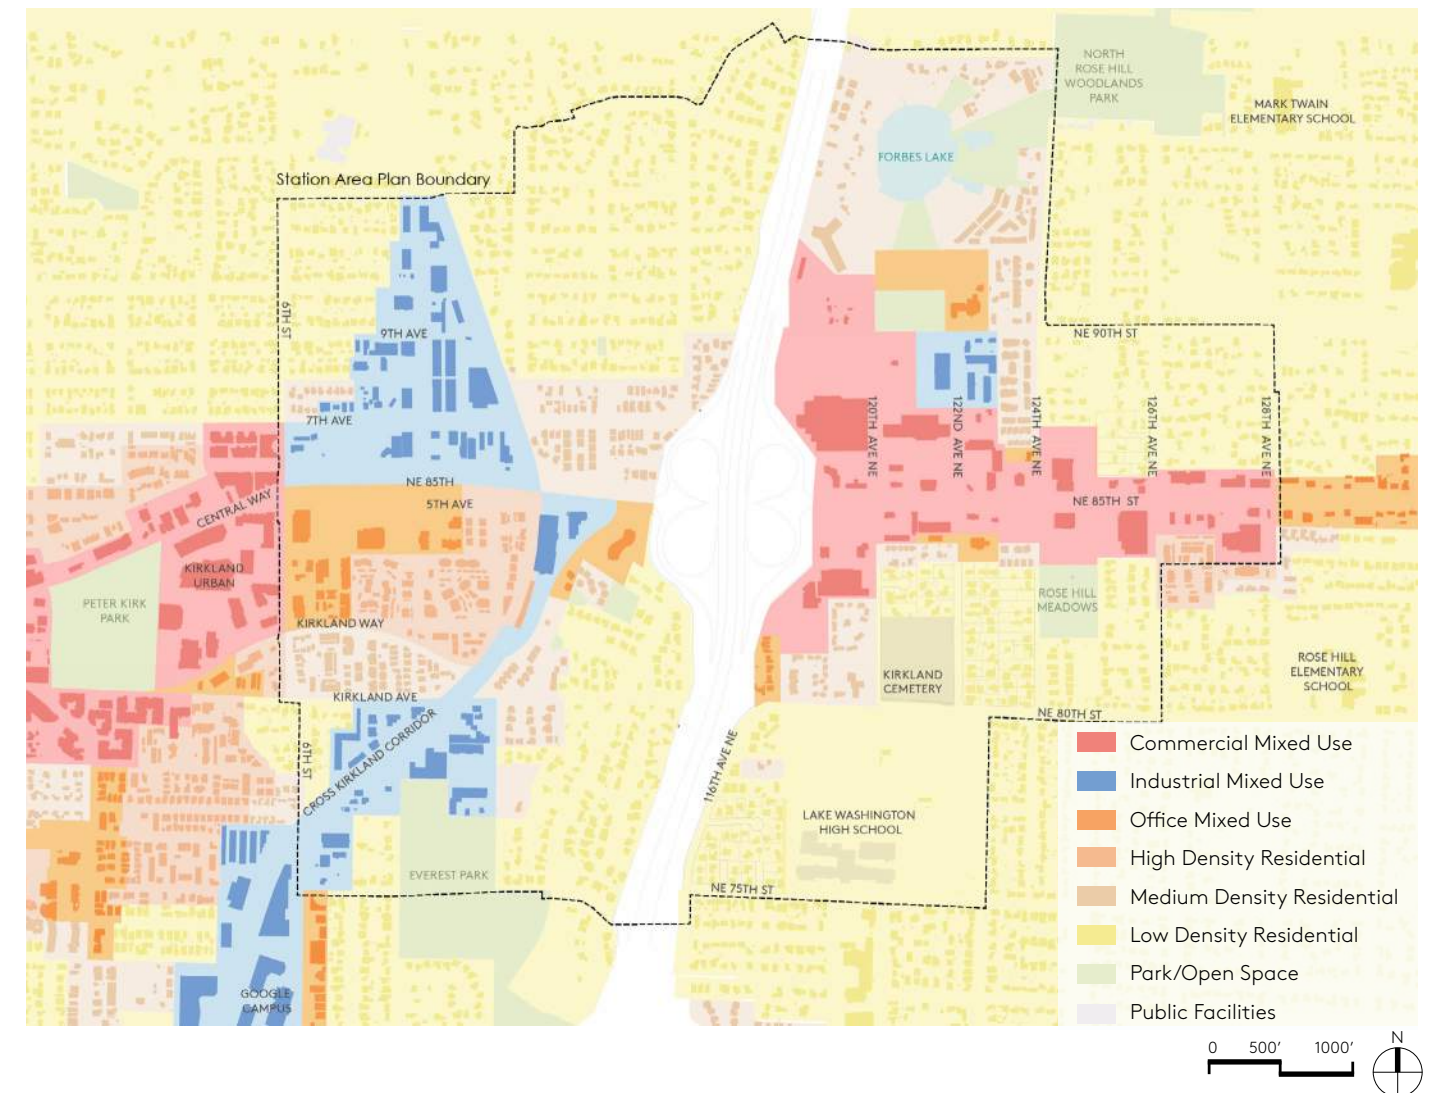 NORTH
ROSE HILL
WOODLANDS
PARK
MARK TWAIN
ELEMENTARY SCHOOL
FORBES LAKE
Station Area Plan Boundary
6TH ST
9TH AVE
NE 90TH ST
7TH AVE
120TH AVE NE
122ND AVE NE
124TH AVE NE
126TH AVE NE
128TH AVE NE
NE 85TH
5TH AVE
CENTRAL WAY
NE 85TH ST
KIRKLAND
URBAN
PETER KIRK
PARK
KIRKLAND WAY
ROSE HILL
MEADOWS
KIRKLAND
CEMETERY
ROSE HILL
ELEMENTARY
SCHOOL
KIRKLAND AVE
NE 80TH ST
6TH ST
CROSS KIRKLAND CORRIDOR
116TH AVE NE
LAKE WASHINGTON
HIGH SCHOOL
EVEREST PARK
NE 75TH ST
GOOGLE
CAMPUS
Commercial Mixed Use
Industrial Mixed Use
Office Mixed Use
High Density Residential
Medium Density Residential
Low Density Residential
Park/Open Space
Public Facilities
0 500' 1000'
N